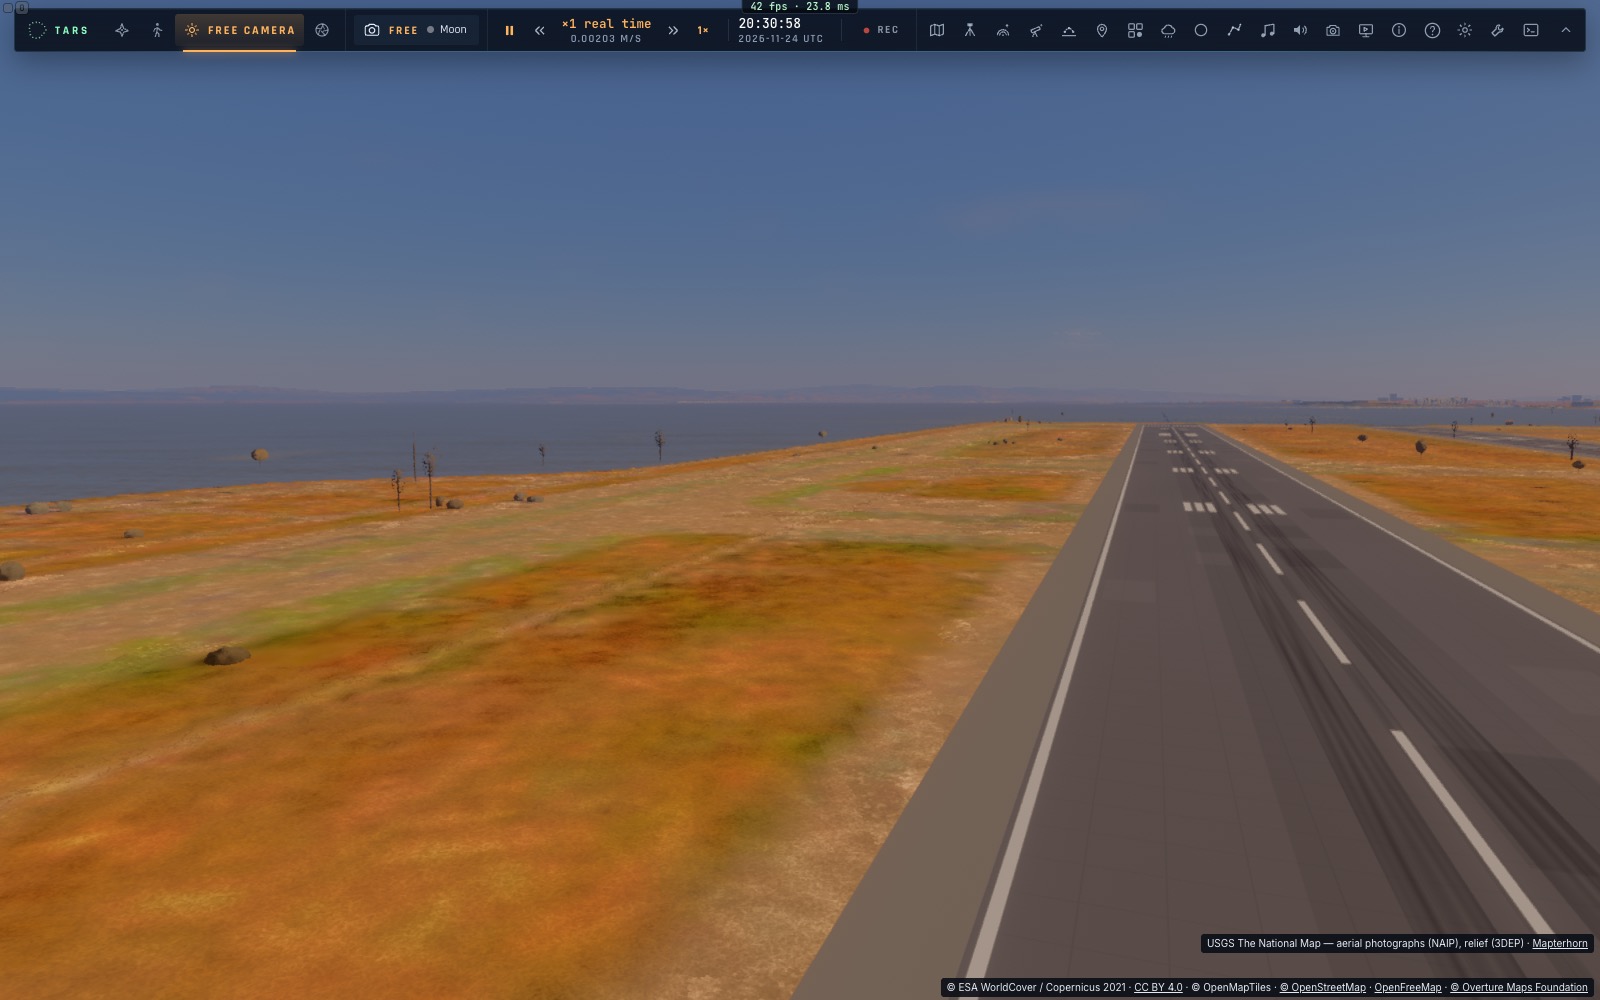 42 fps · 23.8 ms
TARS
FREE CAMERA
FREE Moon
×1 real time
0.00203 M/S
1×
20:30:58
2026-11-24 UTC
REC
USGS The National Map — aerial photographs (NAIP), relief (3DEP) · Mapterhorn
© ESA WorldCover / Copernicus 2021 · CC BY 4.0 · © OpenMapTiles · © OpenStreetMap · OpenFreeMap · © Overture Maps Foundation